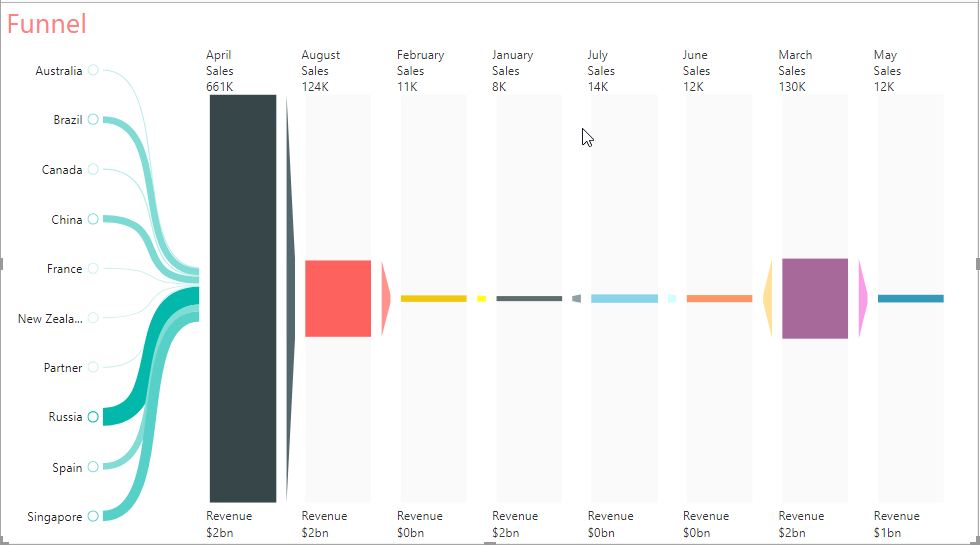 Funnel
Australia
Brazil
Canada
China
France
New Zeala...
Partner
Russia
Spain
Singapore
April
Sales
661K
August
Sales
124K
February
Sales
11K
January
Sales
8K
July
Sales
14K
June
Sales
12K
March
Sales
130K
May
Sales
12K
Revenue
$2bn
Revenue
$2bn
Revenue
$0bn
Revenue
$2bn
Revenue
$0bn
Revenue
$0bn
Revenue
$2bn
Revenue
$1bn